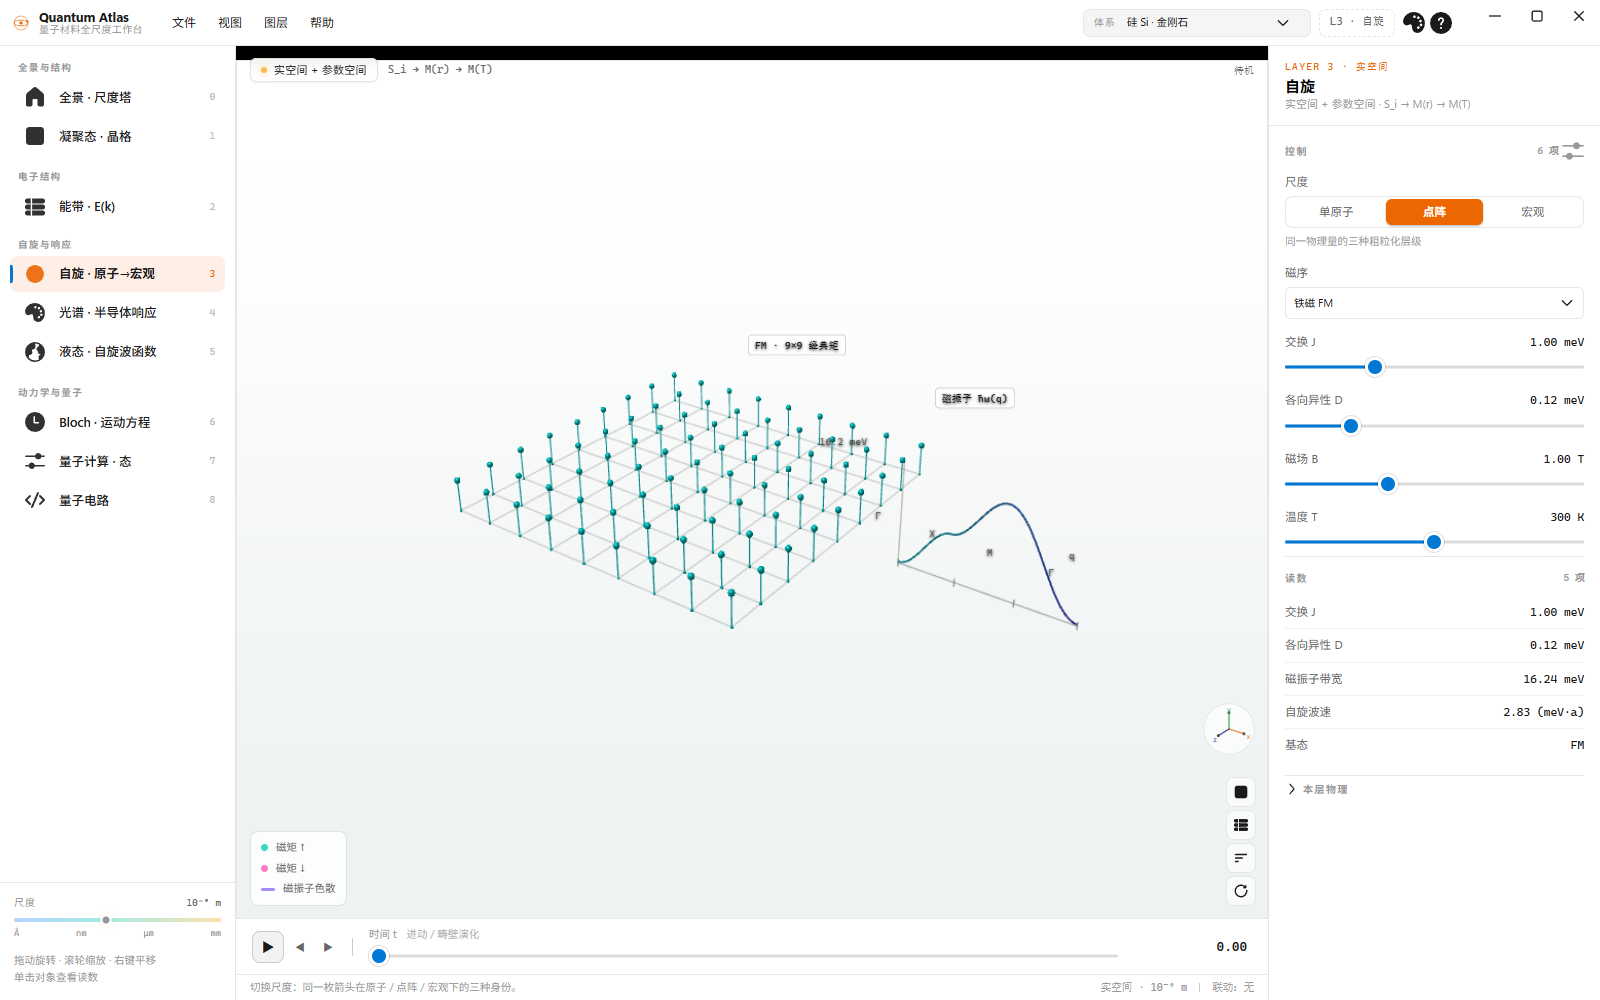 Quantum Atlas
量子材料全尺度工作台
文件
视图
图层
帮助
体系
硅 Si · 金刚石
L3 · 自旋
全景与结构
全景 · 尺度塔
0
凝聚态 · 晶格
1
电子结构
能带 · E(k)
2
自旋与响应
自旋 · 原子→宏观
3
光谱 · 半导体响应
4
液态 · 自旋波函数
5
动力学与量子
Bloch · 运动方程
6
量子计算 · 态
7
量子电路
8
尺度
10⁻⁹ m
Å
nm
μm
mm
拖动旋转 · 滚轮缩放 · 右键平移
单击对象查看读数
实空间 + 参数空间
S_i → M(r) → M(T)
待机
FM · 9×9 经典矩
磁振子 ħω(q)
16.2 meV
Γ
X
M
Γ
q
Y
X
Z
磁矩 ↑
磁矩 ↓
磁振子色散
时间 t
进动 / 畴壁演化
0.00
切换尺度：同一枚箭头在原子 / 点阵 / 宏观下的三种身份。
实空间 · 10⁻⁹ m
联动: 无
LAYER 3 · 实空间
自旋
实空间 + 参数空间 · S_i → M(r) → M(T)
控制
6 项
尺度
单原子
点阵
宏观
同一物理量的三种粗粒化层级
磁序
铁磁 FM
交换 J
1.00 meV
各向异性 D
0.12 meV
磁场 B
1.00 T
温度 T
300 K
读数
5 项
交换 J
1.00 meV
各向异性 D
0.12 meV
磁振子带宽
16.24 meV
自旋波速
2.83 (meV·a)
基态
FM
本层物理